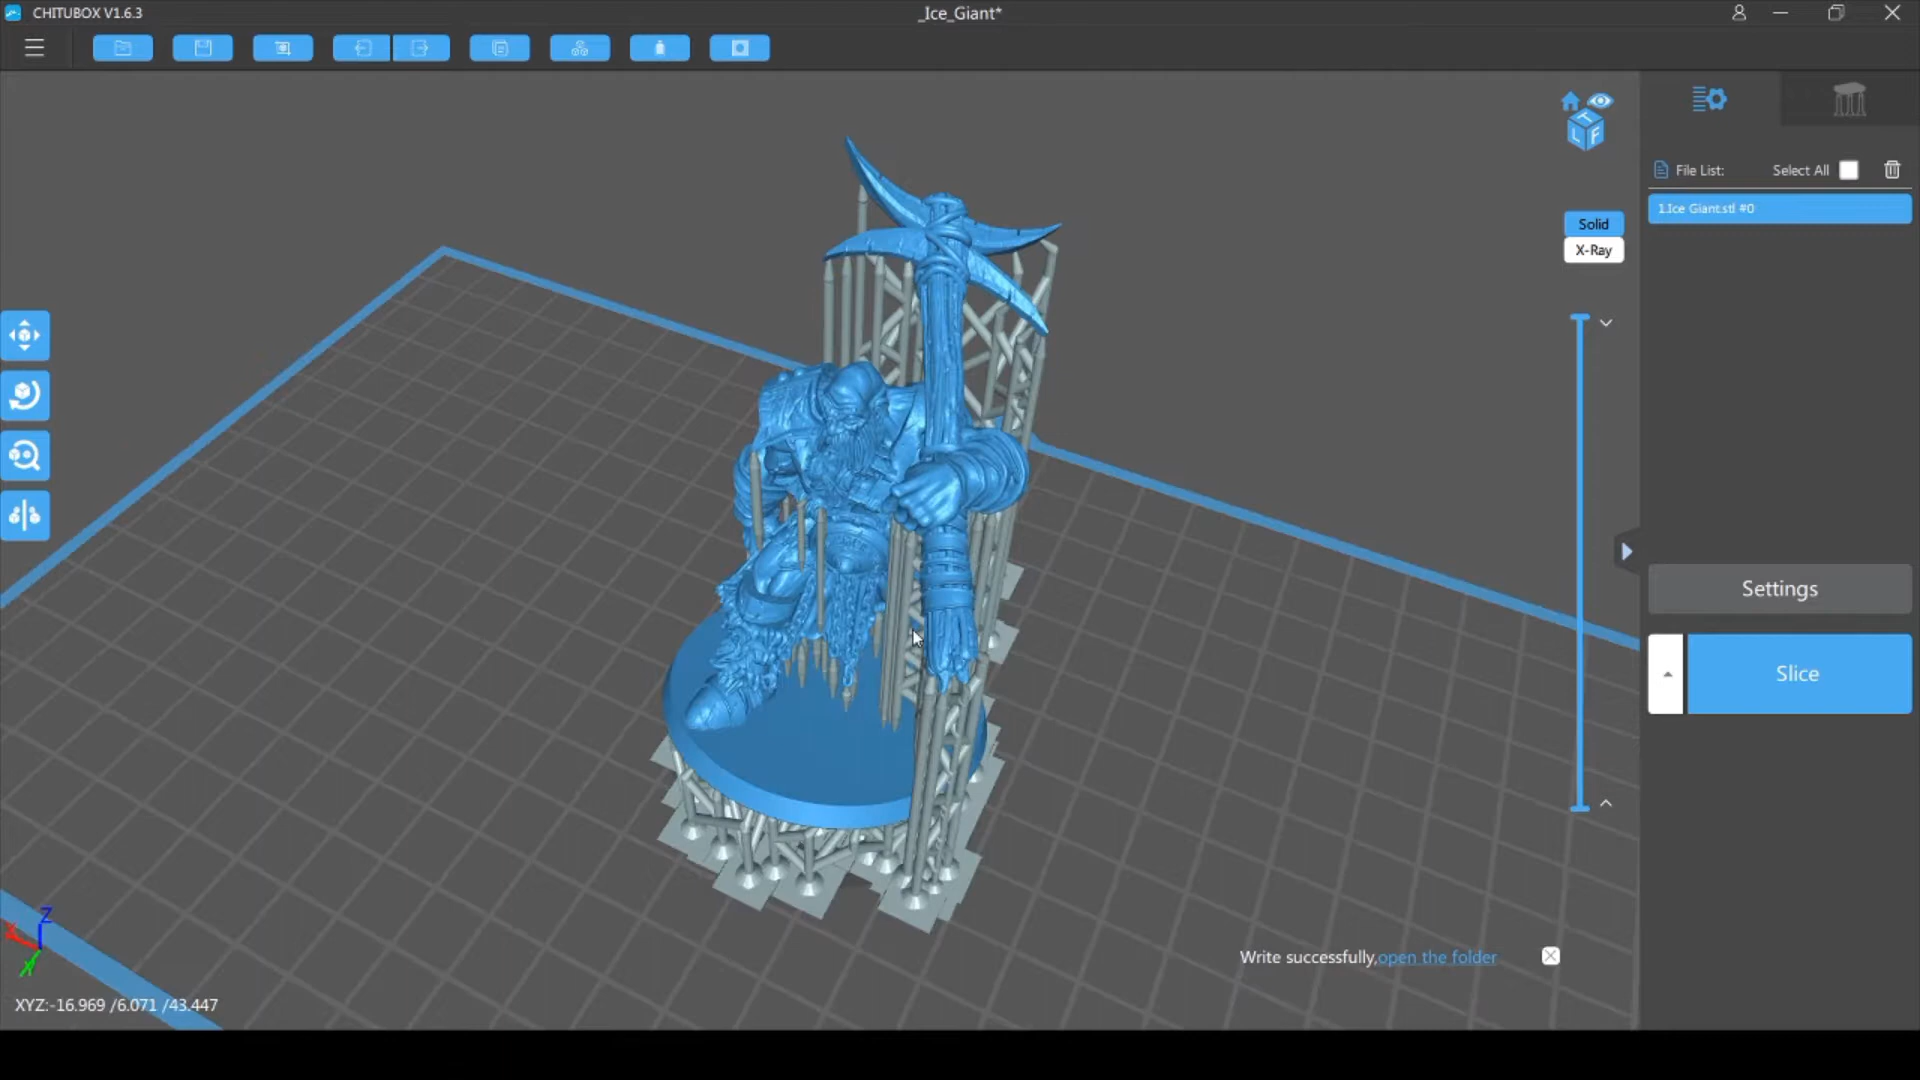 CHITUBOX V1.6.3
_Ice_Giant*
File List:
Select All
1.Ice Giant.stl #0
T
L F
Solid
X-Ray
Settings
Slice
Write successfully,open the folder
Z
X
Y
XYZ:-16.969 /6.071 /43.447